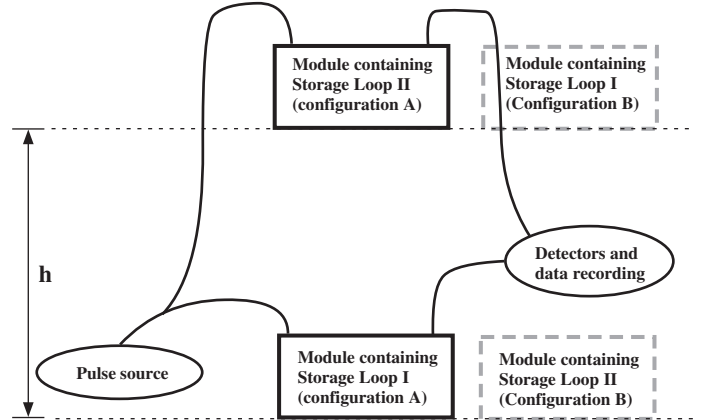 Module containing
Storage Loop II
(configuration A)
Module containing
Storage Loop I
(Configuration B)
h
Detectors and
data recording
Pulse source
Module containing
Storage Loop I
(configuration A)
Module containing
Storage Loop II
(Configuration B)